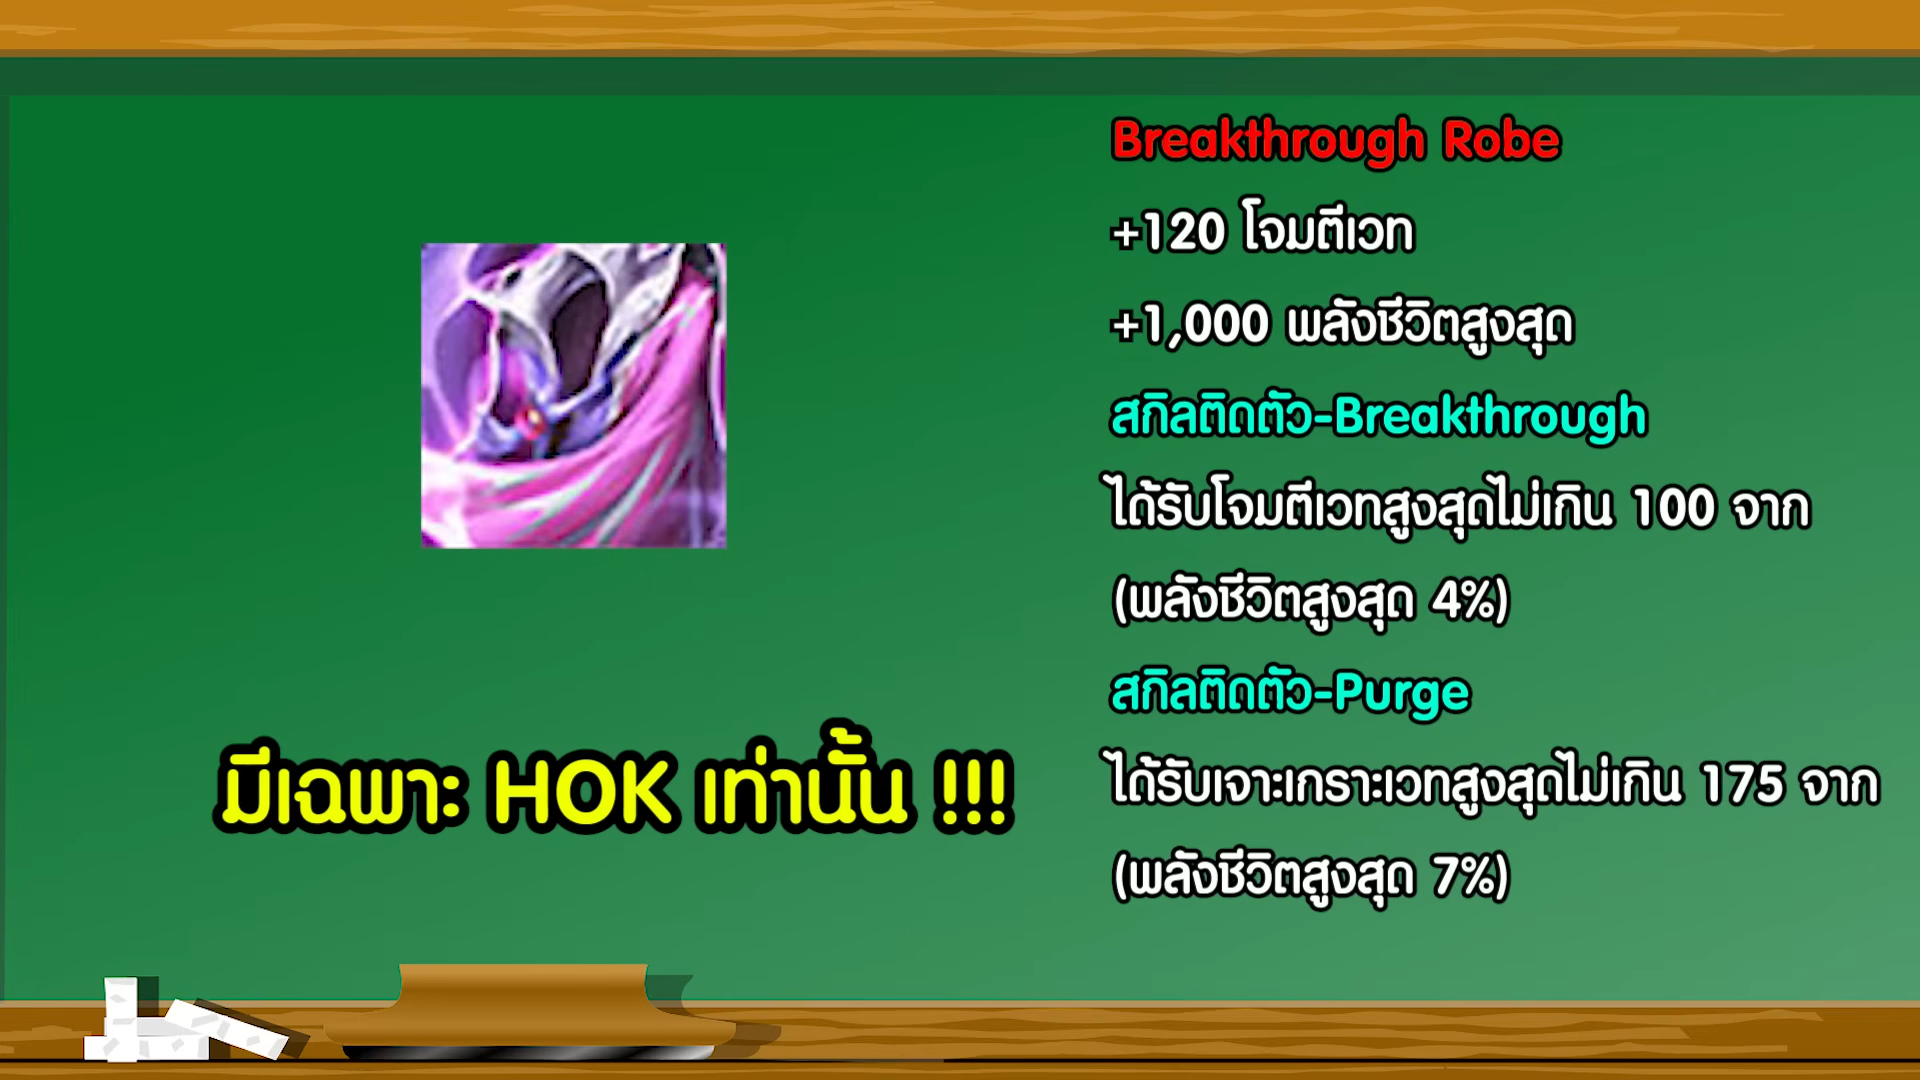 Breakthrough Robe
+120 โจมตีเวท
+1,000 พลังชีวิตสูงสุด
สกิลติดตัว-Breakthrough
ได้รับโจมตีเวทสูงสุดไม่เกิน 100 จาก
(พลังชีวิตสูงสุด 4%)
สกิลติดตัว-Purge
ได้รับเจาะเกราะเวทสูงสุดไม่เกิน 175 จาก
(พลังชีวิตสูงสุด 7%)
มีเฉพาะ HOK เท่านั้น !!!